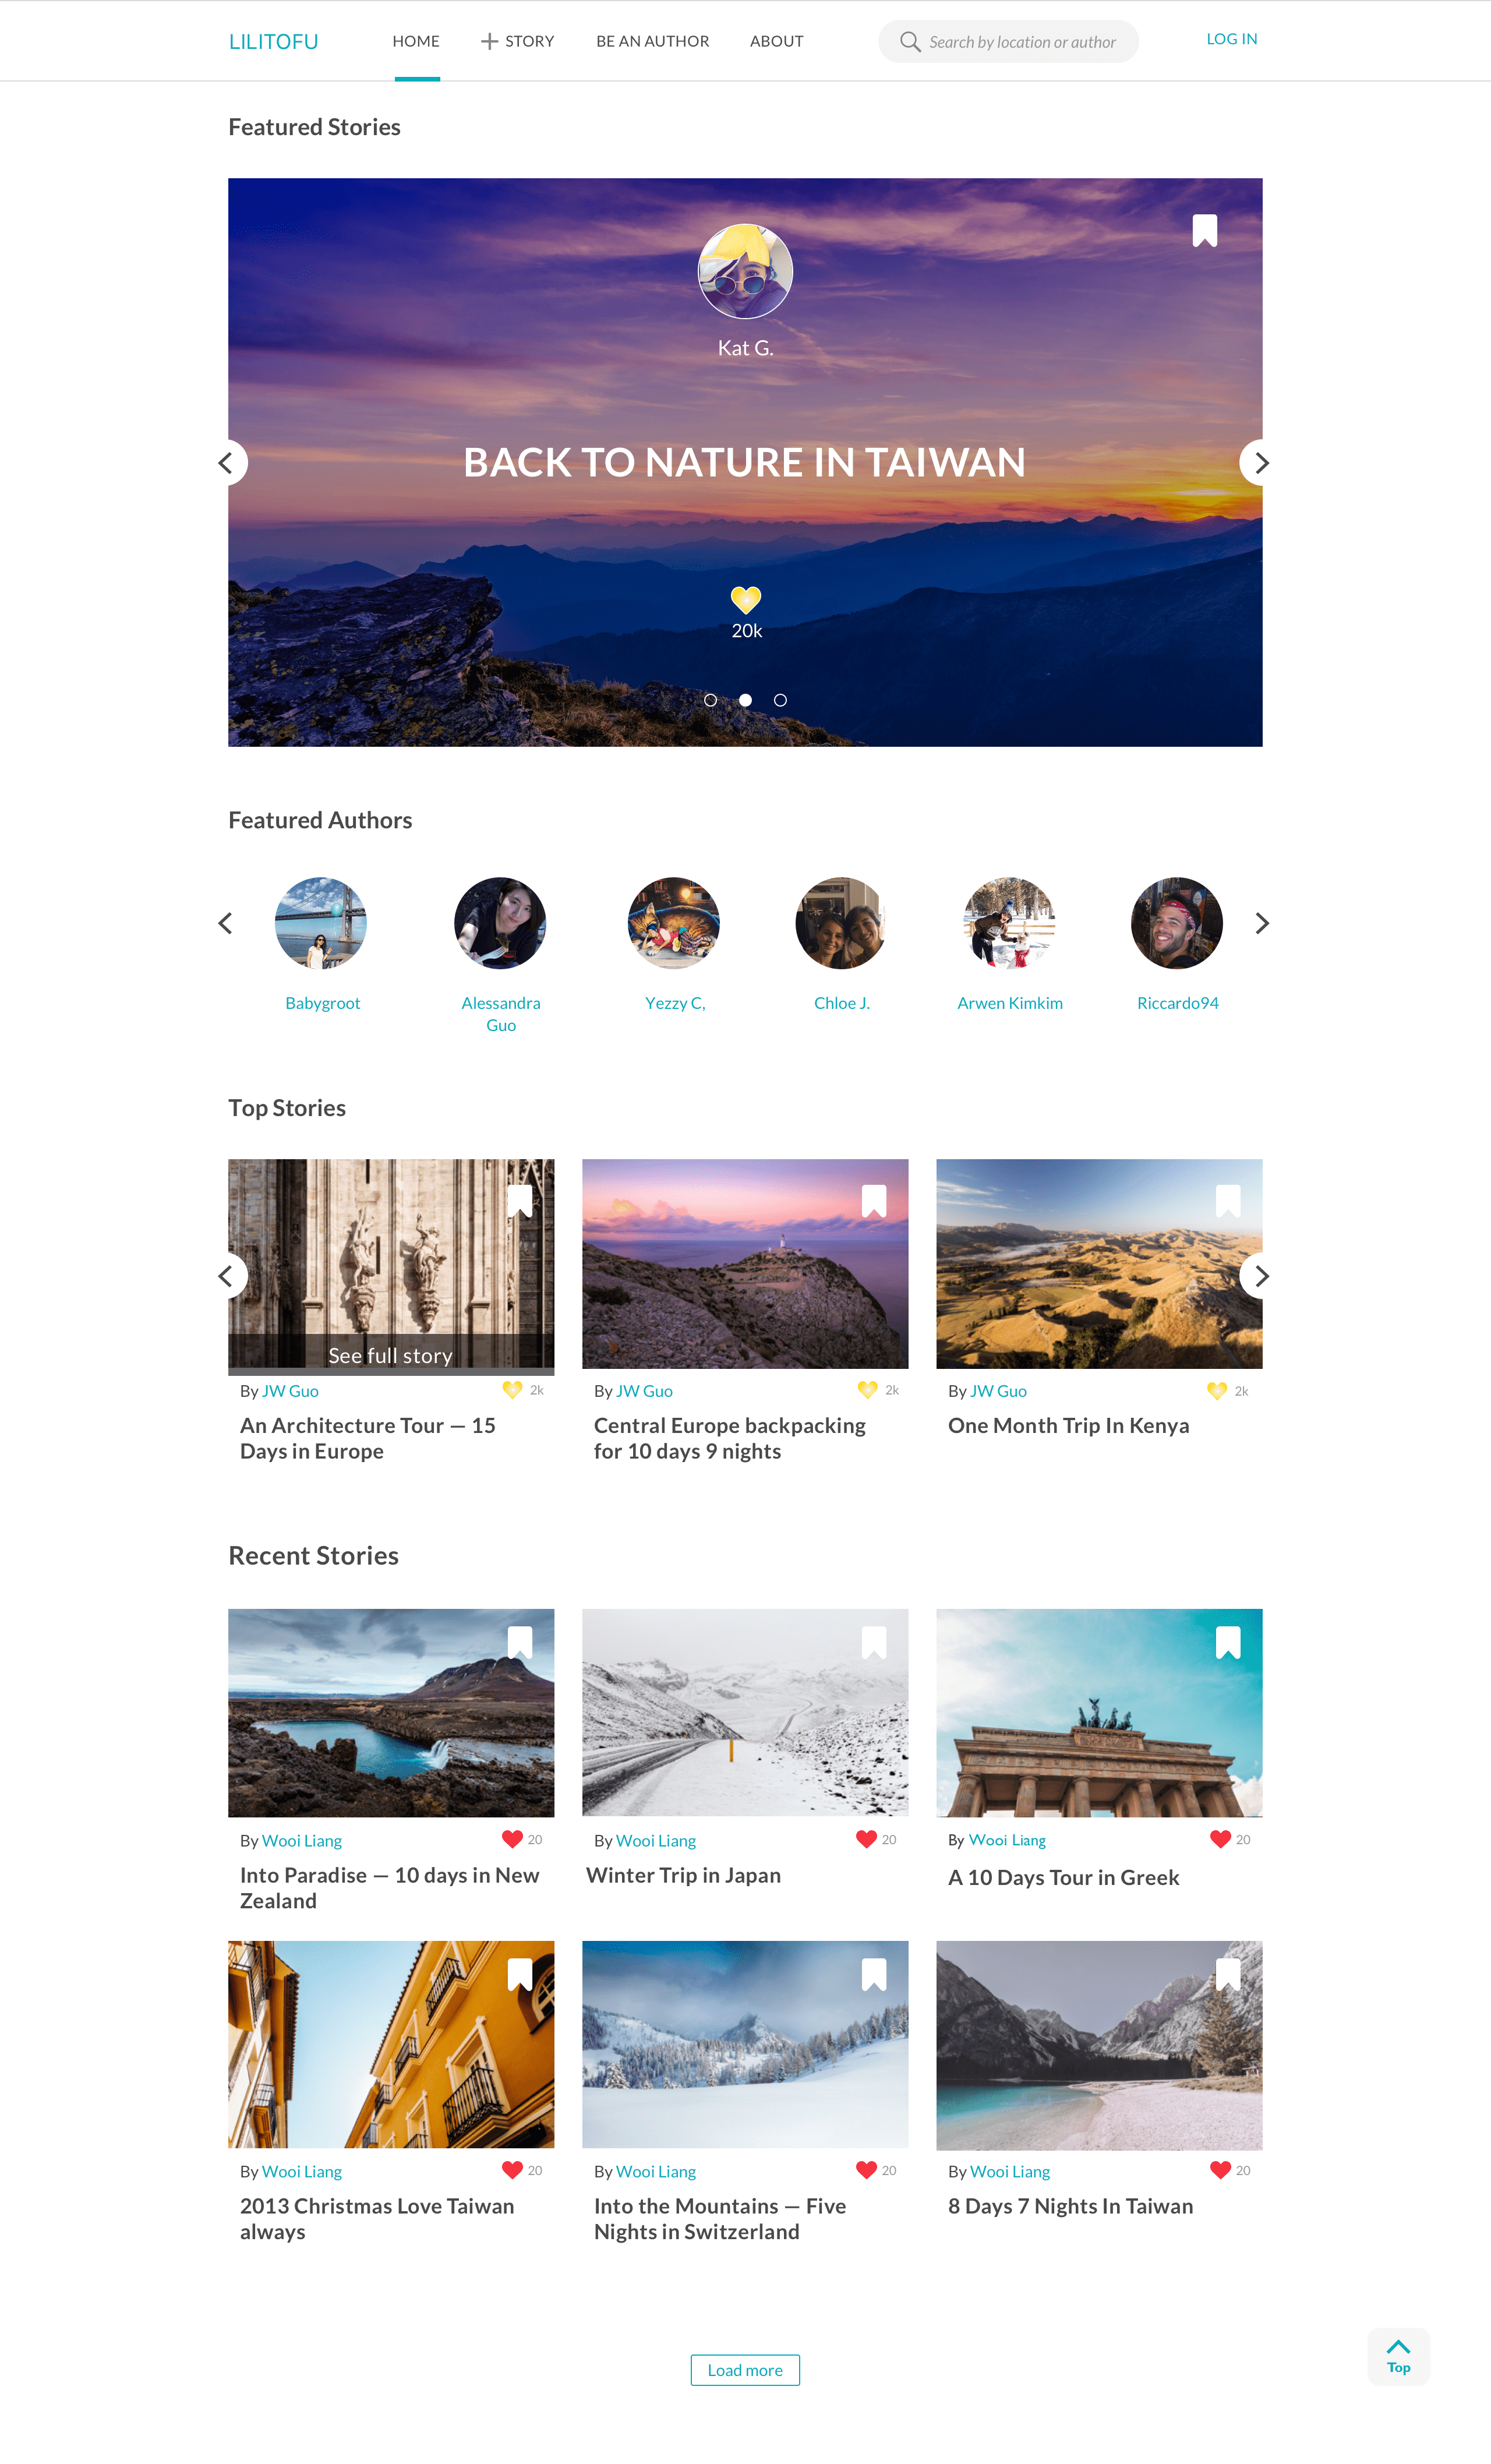 LILITOFU HOME STORY BE AN AUTHOR ABOUT Search by location or author LOG IN
Featured Stories
Kat G.
BACK TO NATURE IN TAIWAN
20k
Featured Authors
Babygroot Alessandra Guo Yezzy C, Chloe J. Arwen Kimkim Riccardo94
Top Stories
See full story
By JW Guo 2k
An Architecture Tour — 15
Days in Europe
By JW Guo 2k
Central Europe backpacking
for 10 days 9 nights
By JW Guo 2k
One Month Trip In Kenya
Recent Stories
By Wooi Liang 20
Into Paradise — 10 days in New
Zealand
By Wooi Liang 20
Winter Trip in Japan
By Wooi Liang 20
A 10 Days Tour in Greek
By Wooi Liang 20
2013 Christmas Love Taiwan
always
By Wooi Liang 20
Into the Mountains — Five
Nights in Switzerland
By Wooi Liang 20
8 Days 7 Nights In Taiwan
Load more
Top